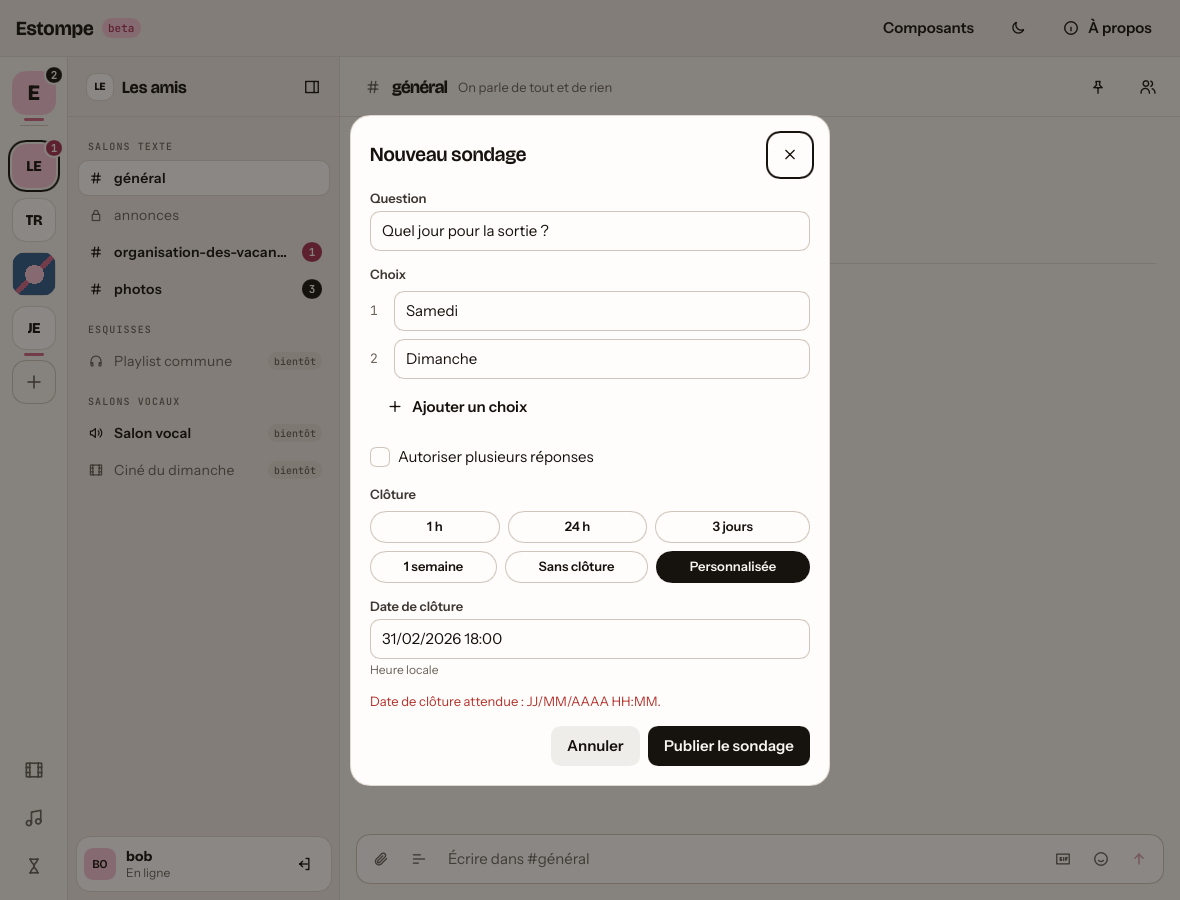 Estompe beta
Composants
À propos
E 2
LE Les amis
# général On parle de tout et de rien
LE 1
TR
JE
SALONS TEXTE
# général
annonces
# organisation-des-vacan... 1
# photos 3
ESQUISSES
Playlist commune bientôt
SALONS VOCAUX
Salon vocal bientôt
Ciné du dimanche bientôt
BO bob
En ligne
Nouveau sondage
Question
Quel jour pour la sortie ?
Choix
1 Samedi
2 Dimanche
Ajouter un choix
Autoriser plusieurs réponses
Clôture
1 h 24 h 3 jours
1 semaine Sans clôture Personnalisée
Date de clôture
31/02/2026 18:00
Heure locale
Date de clôture attendue : JJ/MM/AAAA HH:MM.
Annuler Publier le sondage
Écrire dans #général GIF